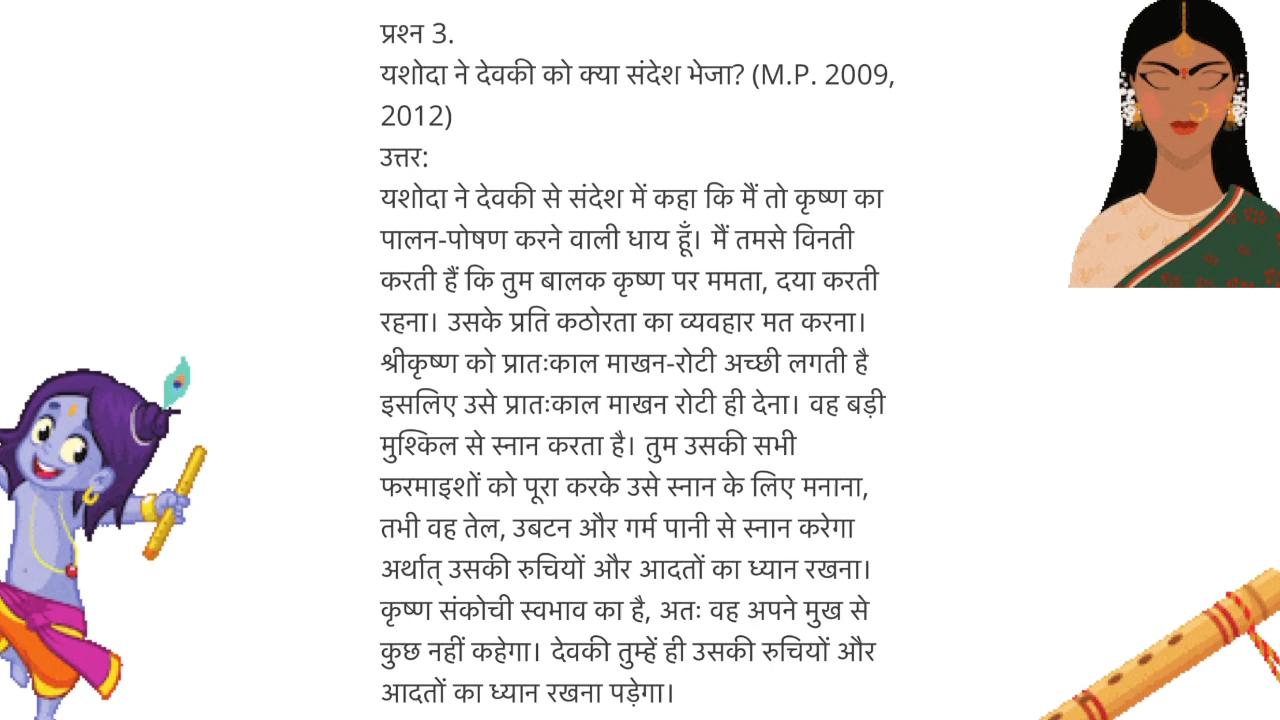 प्रश्न 3.
यशोदा ने देवकी को क्या संदेश भेजा? (M.P. 2009,
2012)
उत्तर:
यशोदा ने देवकी से संदेश में कहा कि मैं तो कृष्ण का
पालन-पोषण करने वाली धाय हूँ। मैं तमसे विनती
करती हैं कि तुम बालक कृष्ण पर ममता, दया करती
रहना। उसके प्रति कठोरता का व्यवहार मत करना।
श्रीकृष्ण को प्रातःकाल माखन-रोटी अच्छी लगती है
इसलिए उसे प्रातःकाल माखन रोटी ही देना। वह बड़ी
मुश्किल से स्नान करता है। तुम उसकी सभी
फरमाइशों को पूरा करके उसे स्नान के लिए मनाना,
तभी वह तेल, उबटन और गर्म पानी से स्नान करेगा
अर्थात् उसकी रुचियों और आदतों का ध्यान रखना।
कृष्ण संकोची स्वभाव का है, अतः वह अपने मुख से
कुछ नहीं कहेगा। देवकी तुम्हें ही उसकी रुचियों और
आदतों का ध्यान रखना पड़ेगा।